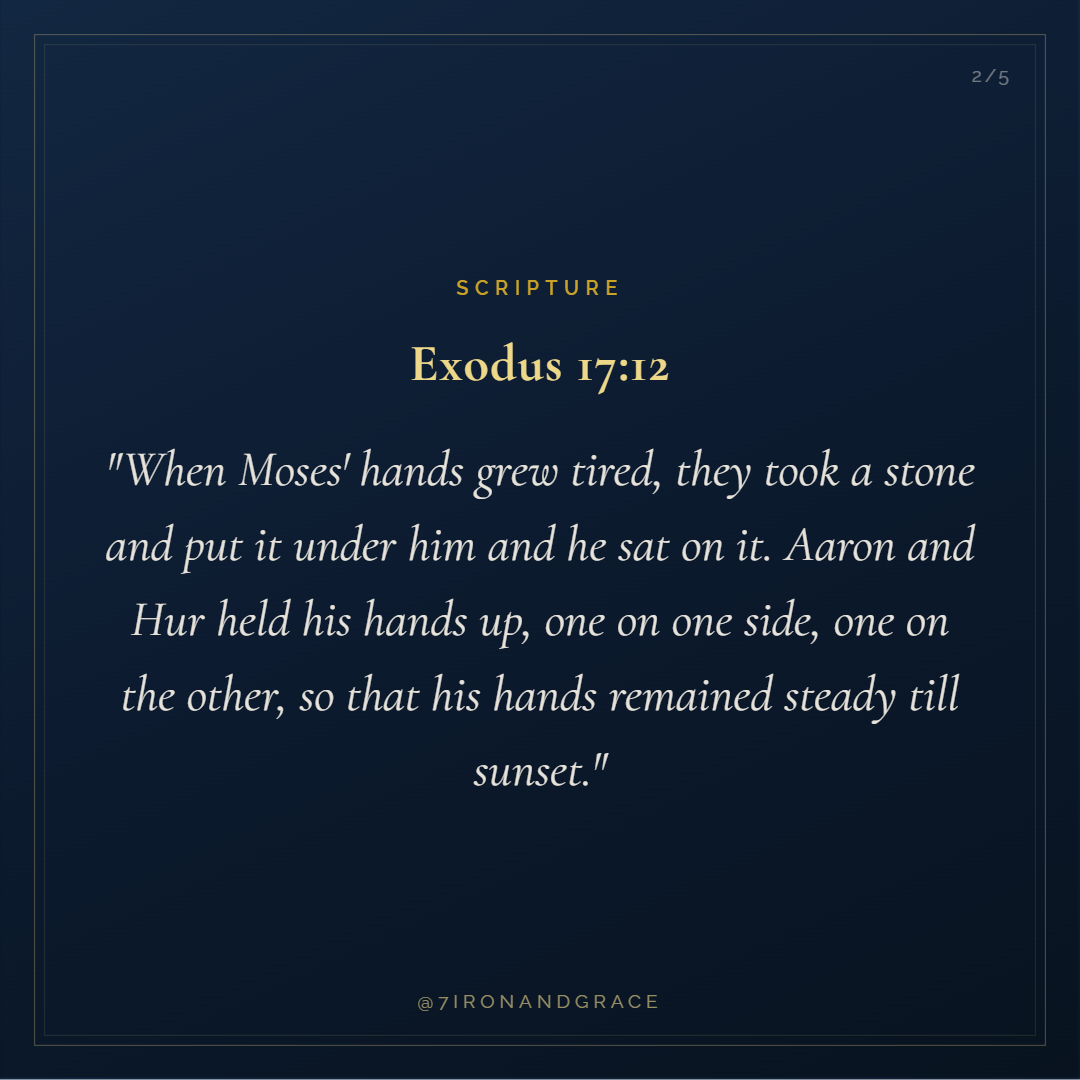 2/5
SCRIPTURE
Exodus 17:12
"When Moses' hands grew tired, they took a stone
and put it under him and he sat on it. Aaron and
Hur held his hands up, one on one side, one on
the other, so that his hands remained steady till
sunset."
@7IRONANDGRACE